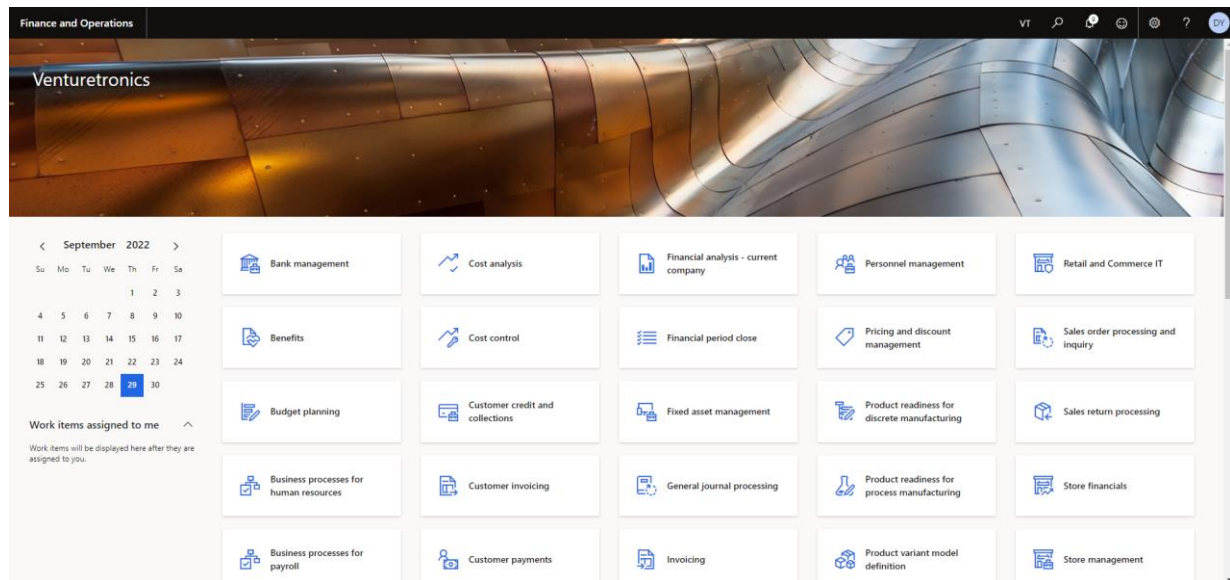 Finance and Operations
VT
?
DY
Venturetronics
September 2022
Su Mo Tu We Th Fr Sa
1 2 3
4 5 6 7 8 9 10
11 12 13 14 15 16 17
18 19 20 21 22 23 24
25 26 27 28 29 30
Work items assigned to me
Work items will be displayed here after they are
assigned to you.
Bank management
Cost analysis
Financial analysis - current
company
Personnel management
Retail and Commerce IT
Benefits
Cost control
Financial period close
Pricing and discount
management
Sales order processing and
inquiry
Budget planning
Customer credit and
collections
Fixed asset management
Product readiness for
discrete manufacturing
Sales return processing
Business processes for
human resources
Customer invoicing
General journal processing
Product readiness for
process manufacturing
Store financials
Business processes for
payroll
Customer payments
Invoicing
Product variant model
definition
Store management